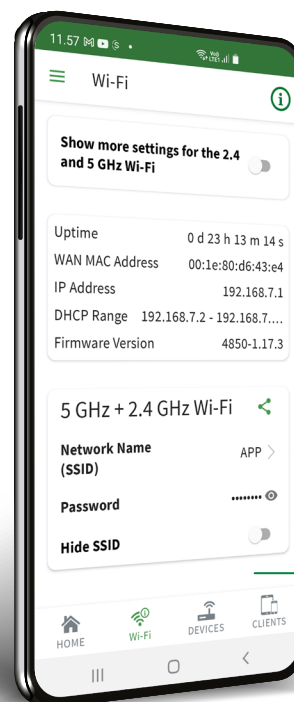 11.57
Wi-Fi
Show more settings for the 2.4
and 5 GHz Wi-Fi
Uptime 0 d 23 h 13 m 14 s
WAN MAC Address 00:1e:80:d6:43:e4
IP Address 192.168.7.1
DHCP Range 192.168.7.2 - 192.168.7....
Firmware Version 4850-1.17.3
5 GHz + 2.4 GHz Wi-Fi
Network Name
(SSID) APP
Password ••••••••
Hide SSID
HOME Wi-Fi DEVICES CLIENTS